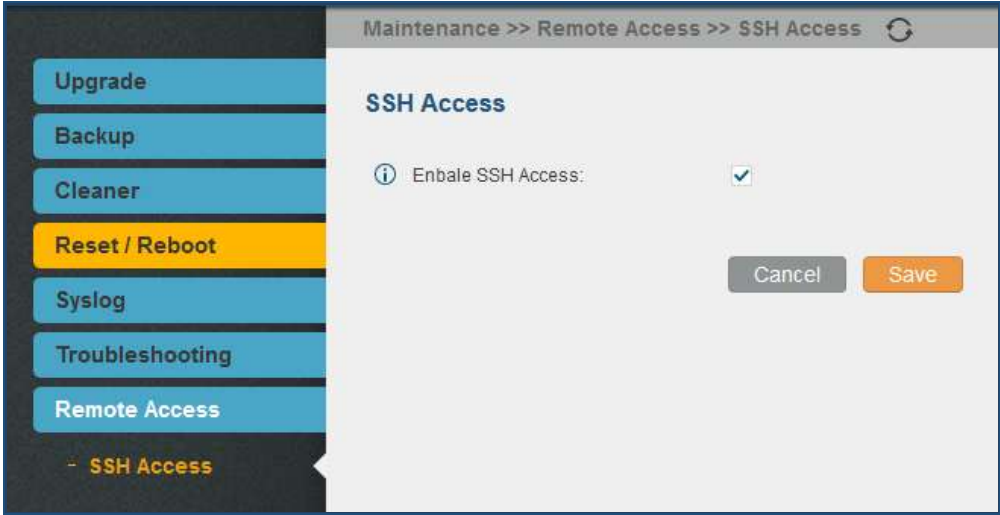 Maintenance >> Remote Access >> SSH Access
Upgrade
Backup
Cleaner
Reset / Reboot
Syslog
Troubleshooting
Remote Access
- SSH Access
SSH Access
Enbale SSH Access:
Cancel
Save